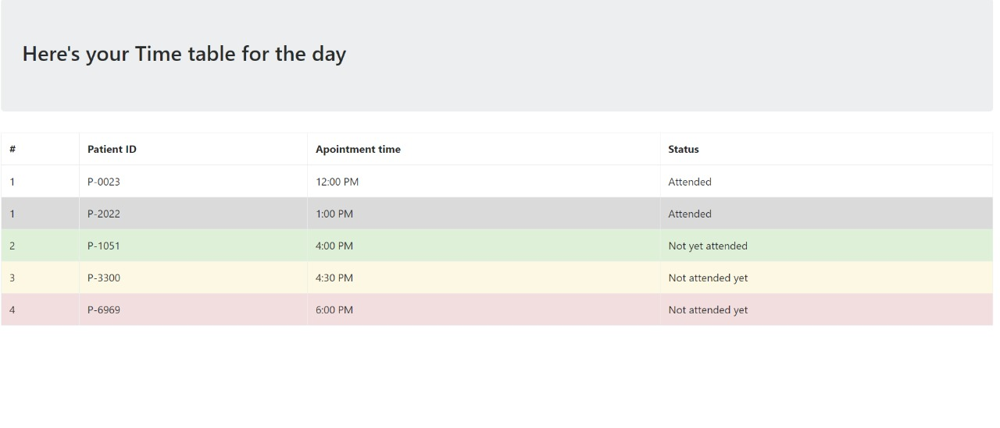 Here's your Time table for the day
# Patient ID Apointment time Status
1 P-0023 12:00 PM Attended
1 P-2022 1:00 PM Attended
2 P-1051 4:00 PM Not yet attended
3 P-3300 4:30 PM Not attended yet
4 P-6969 6:00 PM Not attended yet